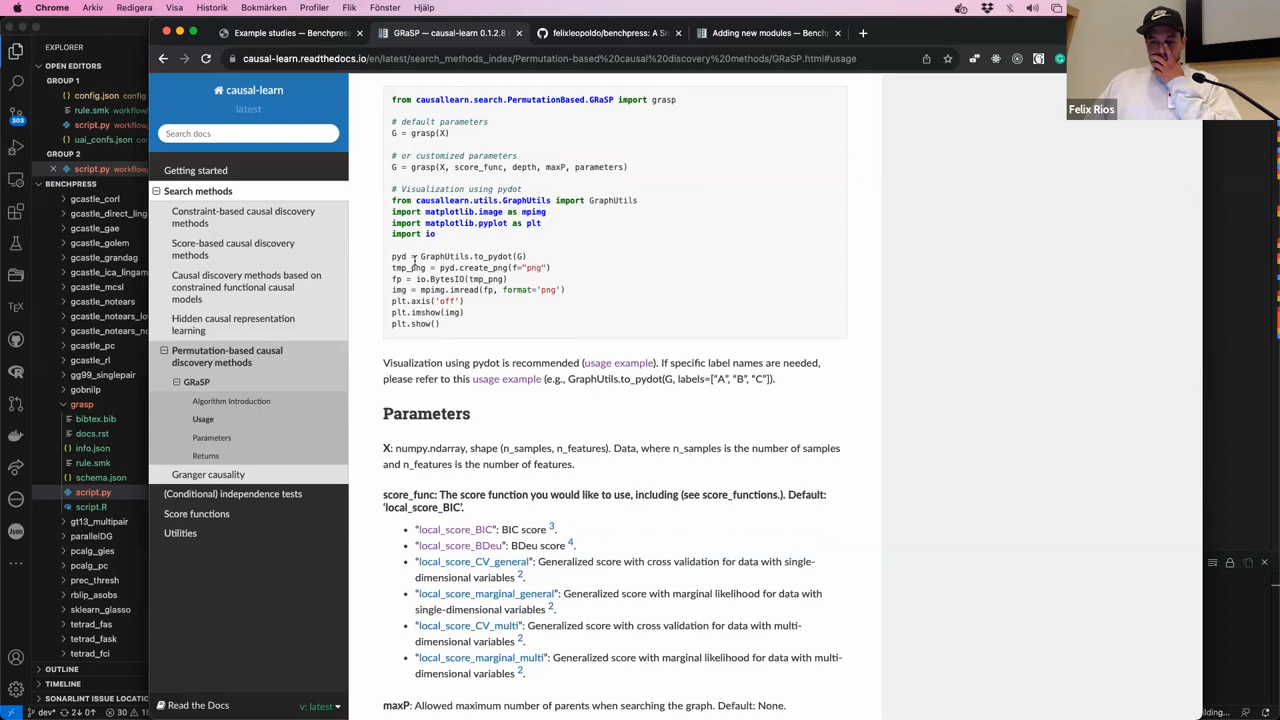 Chrome Arkiv Redigera Visa Historik Bokmärken Profiler Flik Fönster Hjälp
Example studies — Benchpress
GRaSP — causal-learn 0.1.2.8
felixleopoldo/benchpress: A Sn
Adding new modules — Bench
causal-learn.readthedocs.io/en/latest/search_methods_index/Permutation-based%20causal%20discovery%20methods/GRaSP.html#usage
Felix Rios
EXPLORER
OPEN EDITORS
GROUP 1
config.json
rule.smk workflow/
script.py workflow
uai_confs.json
GROUP 2
script.py workflow
BENCHPRESS
gcastle_corl
gcastle_direct_ling
gcastle_gae
gcastle_golem
gcastle_grandag
gcastle_ica_lingam
gcastle_mcsl
gcastle_notears
gcastle_notears_
gcastle_pc
gcastle_rl
gg99_singlepair
gobnilp
grasp
bibtex.bib
docs.rst
info.json
rule.smk
schema.json
script.py
script.R
gt13_multipair
parallelDG
pcalg_gies
pcalg_pc
prec_thresh
rblip_asobs
sklearn_glasso
tetrad_fas
tetrad_fask
tetrad_fci
OUTLINE
TIMELINE
SONARLINT ISSUE LOCATIO
303
Json
dev* 2↓ 0↑ 30
causal-learn
latest
Search docs
Getting started
Search methods
Constraint-based causal discovery
methods
Score-based causal discovery
methods
Causal discovery methods based on
constrained functional causal
models
Hidden causal representation
learning
Permutation-based causal
discovery methods
GRaSP
Algorithm Introduction
Usage
Parameters
Returns
Granger causality
(Conditional) independence tests
Score functions
Utilities
Read the Docs v: latest
from causallearn.search.PermutationBased.GRaSP import grasp
# default parameters
G = grasp(X)
# or customized parameters
G = grasp(X, score_func, depth, maxP, parameters)
# Visualization using pydot
from causallearn.utils.GraphUtils import GraphUtils
import matplotlib.image as mpimg
import matplotlib.pyplot as plt
import io
pyd = GraphUtils.to_pydot(G)
tmp_png = pyd.create_png(f="png")
fp = io.BytesIO(tmp_png)
img = mpimg.imread(fp, format='png')
plt.axis('off')
plt.imshow(img)
plt.show()
Visualization using pydot is recommended (usage example). If specific label names are needed,
please refer to this usage example (e.g., GraphUtils.to_pydot(G, labels=["A", "B", "C"]).
Parameters
X: numpy.ndarray, shape (n_samples, n_features). Data, where n_samples is the number of samples
and n_features is the number of features.
score_func: The score function you would like to use, including (see score_functions.). Default:
'local_score_BIC'.
• "local_score_BIC": BIC score 3.
• "local_score_BDeu": BDeu score 4.
• "local_score_CV_general": Generalized score with cross validation for data with single-
dimensional variables 2.
• "local_score_marginal_general": Generalized score with marginal likelihood for data with
single-dimensional variables 2.
• "local_score_CV_multi": Generalized score with cross validation for data with multi-
dimensional variables 2.
• "local_score_marginal_multi": Generalized score with marginal likelihood for data with multi-
dimensional variables 2.
maxP: Allowed maximum number of parents when searching the graph. Default: None.